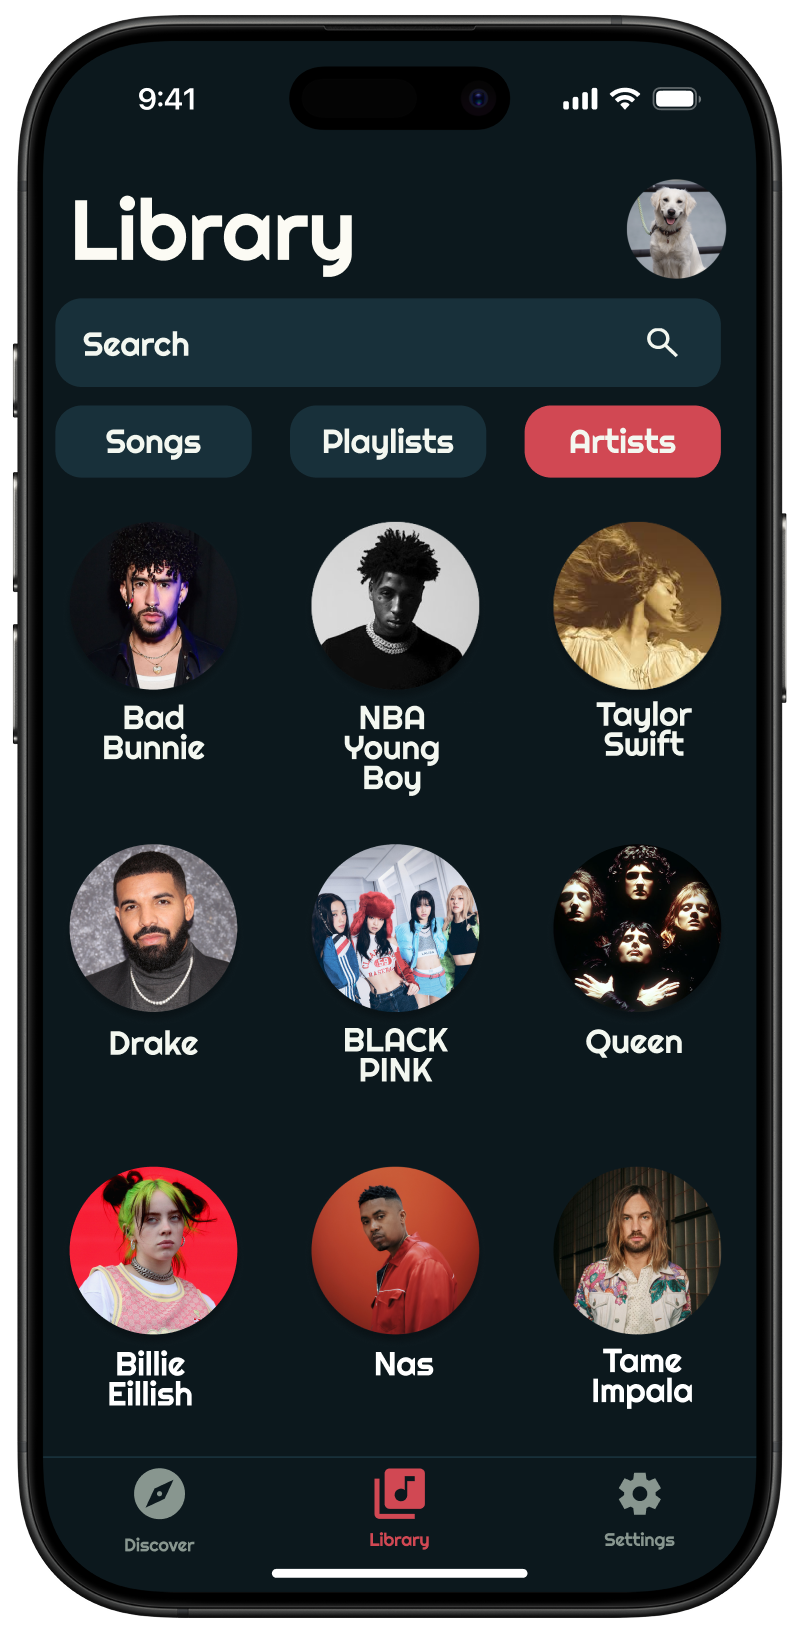 9:41
Library
Search
Songs
Playlists
Artists
Bad
Bunnie
NBA
Young
Boy
Taylor
Swift
Drake
BLACK
PINK
Queen
Billie
Eillish
Nas
Tame
Impala
Discover
Library
Settings